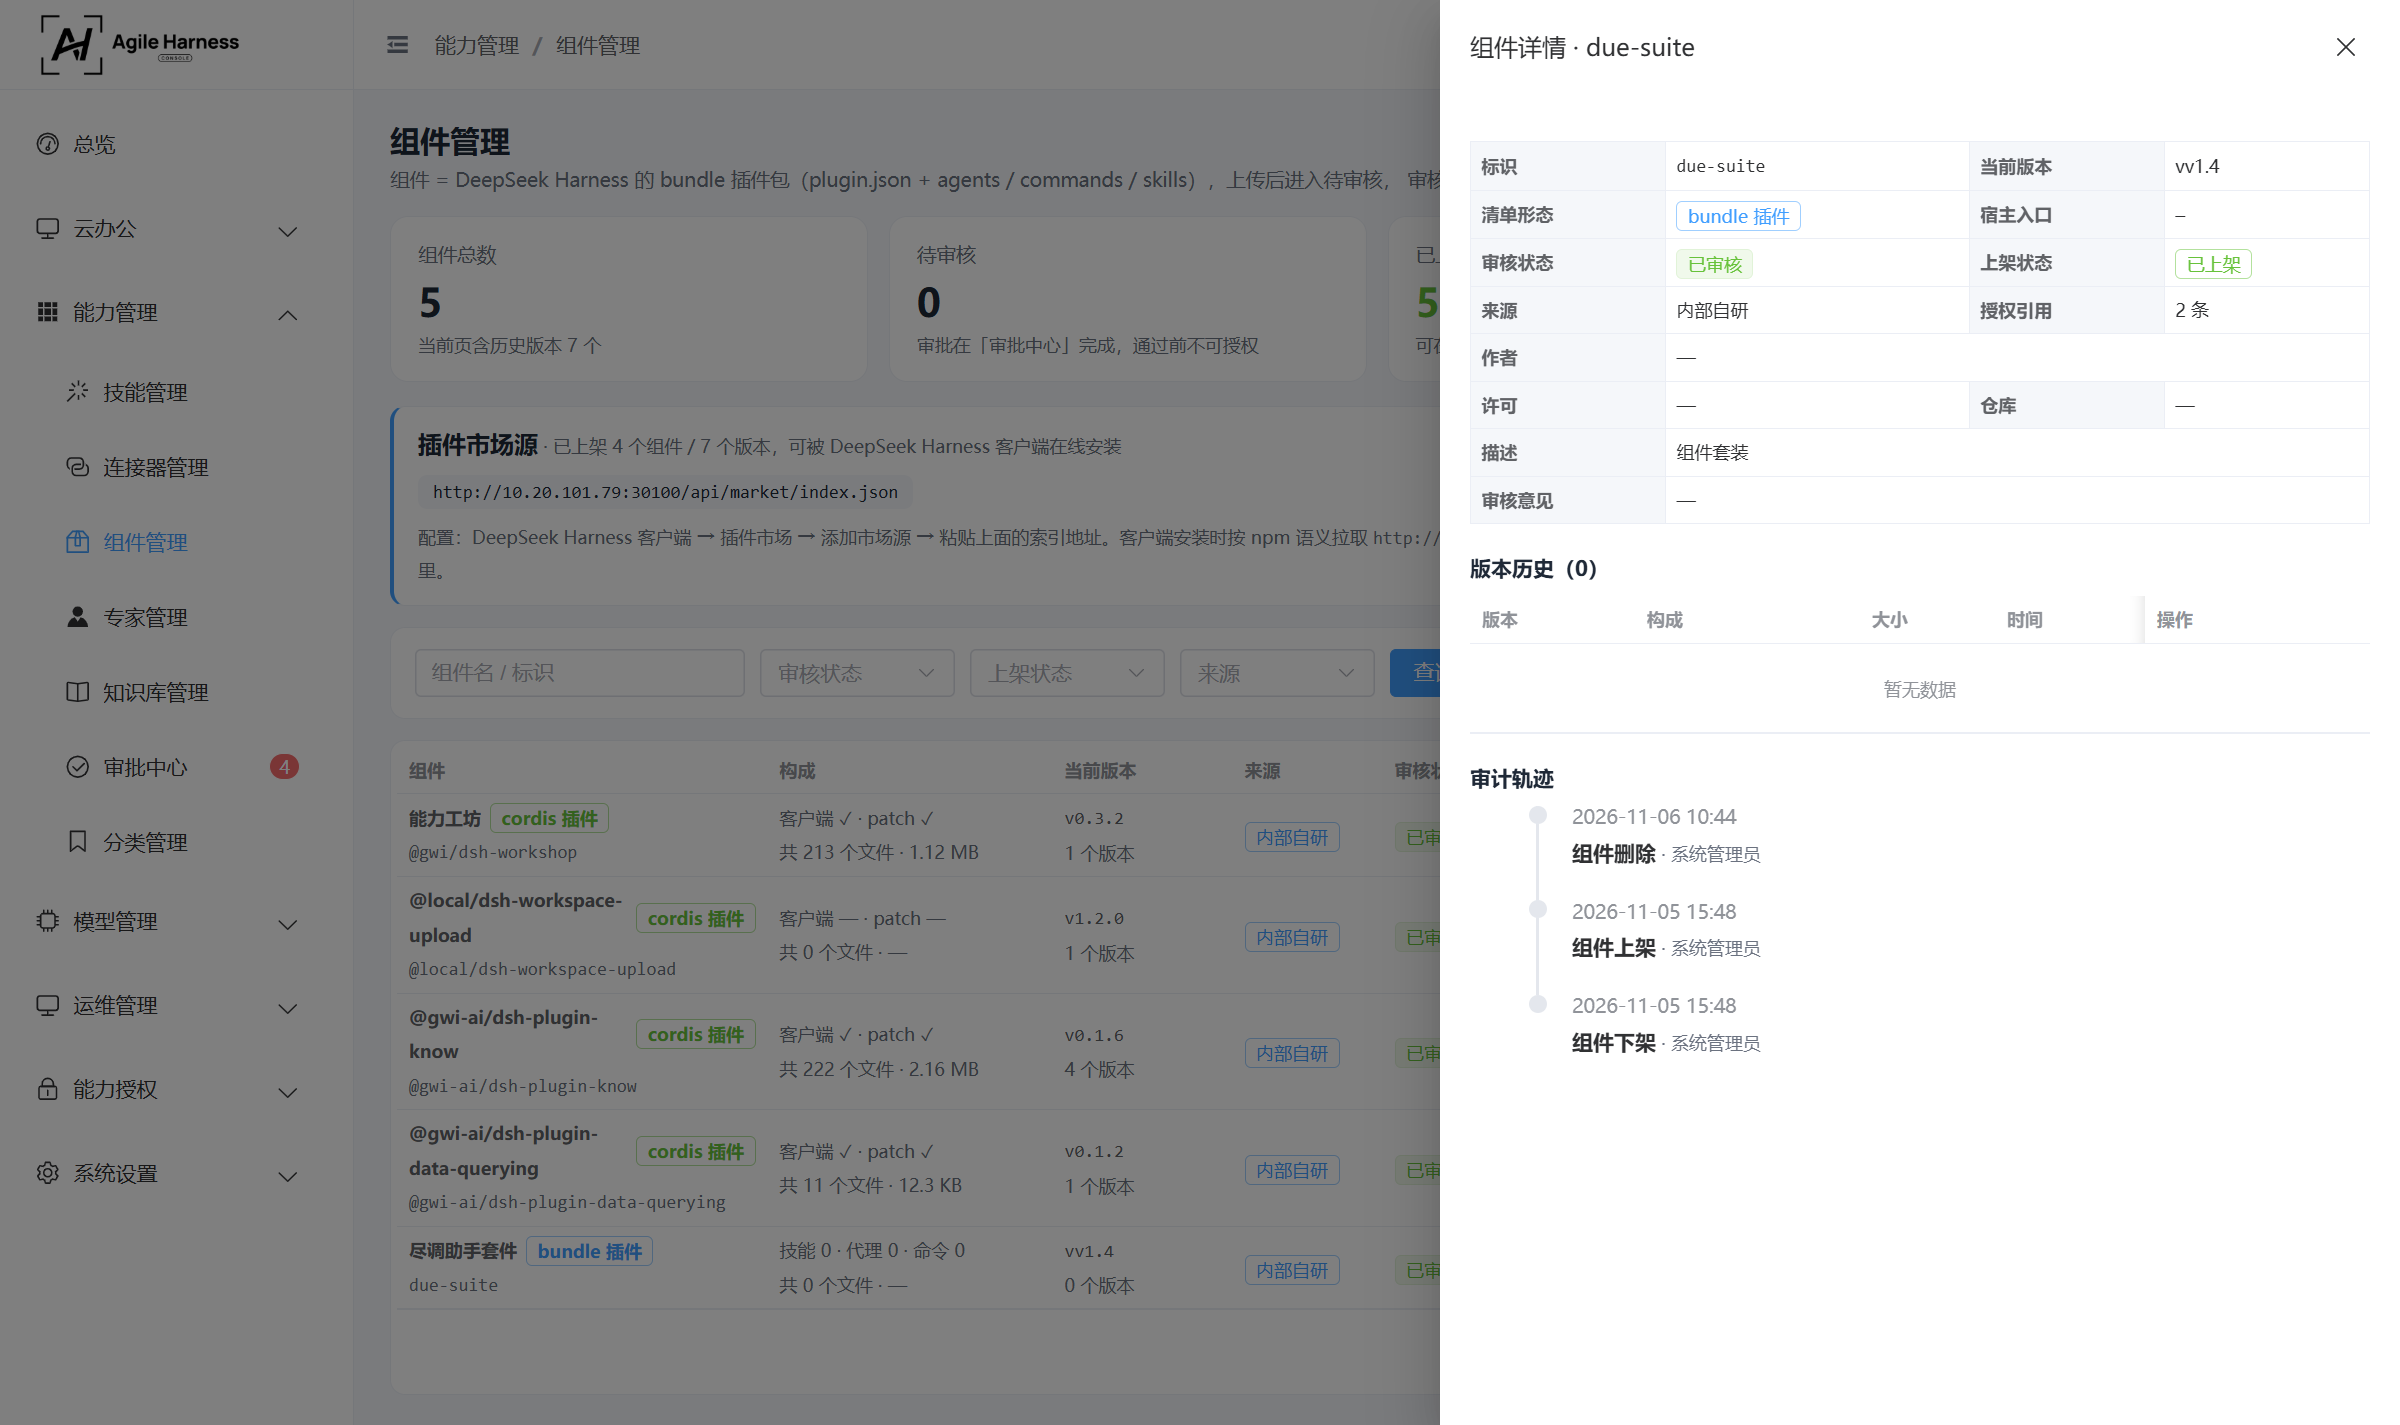 Agile Harness
CONSOLE
总览
云办公
能力管理
技能管理
连接器管理
组件管理
专家管理
知识库管理
审批中心 4
分类管理
模型管理
运维管理
能力授权
系统设置
能力管理 / 组件管理
组件管理
组件 = DeepSeek Harness 的 bundle 插件包（plugin.json + agents / commands / skills），上传后进入待审核， 审核
组件总数
5
当前页含历史版本 7 个
待审核
0
审批在「审批中心」完成，通过前不可授权
已
5
可
插件市场源 · 已上架 4 个组件 / 7 个版本，可被 DeepSeek Harness 客户端在线安装
http://10.20.101.79:30100/api/market/index.json
配置：DeepSeek Harness 客户端 → 插件市场 → 添加市场源 → 粘贴上面的索引地址。客户端安装时按 npm 语义拉取 http://
里。
组件名 / 标识 审核状态 上架状态 来源 查
组件 构成 当前版本 来源 审核
能力工坊 cordis 插件 客户端 ✓ · patch ✓ v0.3.2 内部自研 已审
@gwi/dsh-workshop 共 213 个文件 · 1.12 MB 1 个版本
@local/dsh-workspace-upload cordis 插件 客户端 — · patch — v1.2.0 内部自研 已审
@local/dsh-workspace-upload 共 0 个文件 · — 1 个版本
@gwi-ai/dsh-plugin-know cordis 插件 客户端 ✓ · patch ✓ v0.1.6 内部自研 已审
@gwi-ai/dsh-plugin-know 共 222 个文件 · 2.16 MB 4 个版本
@gwi-ai/dsh-plugin-data-querying cordis 插件 客户端 ✓ · patch ✓ v0.1.2 内部自研 已审
@gwi-ai/dsh-plugin-data-querying 共 11 个文件 · 12.3 KB 1 个版本
尽调助手套件 bundle 插件 技能 0 · 代理 0 · 命令 0 vv1.4 内部自研 已审
due-suite 共 0 个文件 · — 0 个版本
组件详情 · due-suite
标识 due-suite 当前版本 vv1.4
清单形态 bundle 插件 宿主入口 –
审核状态 已审核 上架状态 已上架
来源 内部自研 授权引用 2 条
作者 —
许可 — 仓库 —
描述 组件套装
审核意见 —
版本历史（0）
版本 构成 大小 时间 操作
暂无数据
审计轨迹
2026-11-06 10:44
组件删除 · 系统管理员
2026-11-05 15:48
组件上架 · 系统管理员
2026-11-05 15:48
组件下架 · 系统管理员